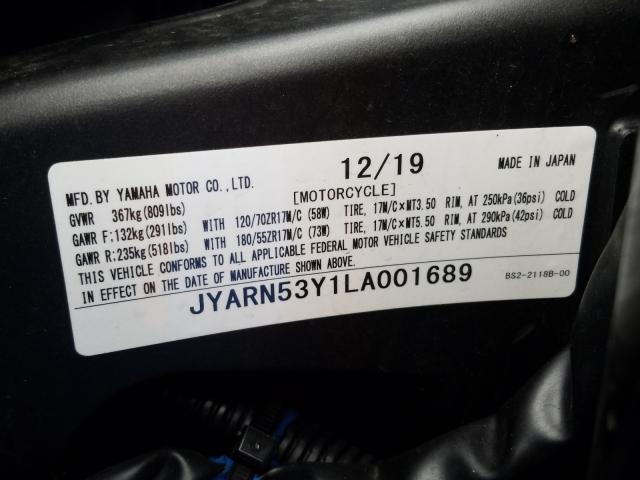 12/19 MADE IN JAPAN
MFD. BY YAMAHA MOTOR CO., LTD.
[MOTORCYCLE]
GVWR 367kg(809lbs)
GAWR F:132kg(291lbs) WITH 120/70ZR17M/C (58W) TIRE, 17M/C×MT3.50 RIM, AT 250kPa(36psi) COLD
GAWR R:235kg(518lbs) WITH 180/55ZR17M/C (73W) TIRE, 17M/C×MT5.50 RIM, AT 290kPa(42psi) COLD
THIS VEHICLE CONFORMS TO ALL APPLICABLE FEDERAL MOTOR VEHICLE SAFETY STANDARDS
IN EFFECT ON THE DATE OF MANUFACTURE SHOWN ABOVE.
JYARN53Y1LA001689 BS2-2118B-00